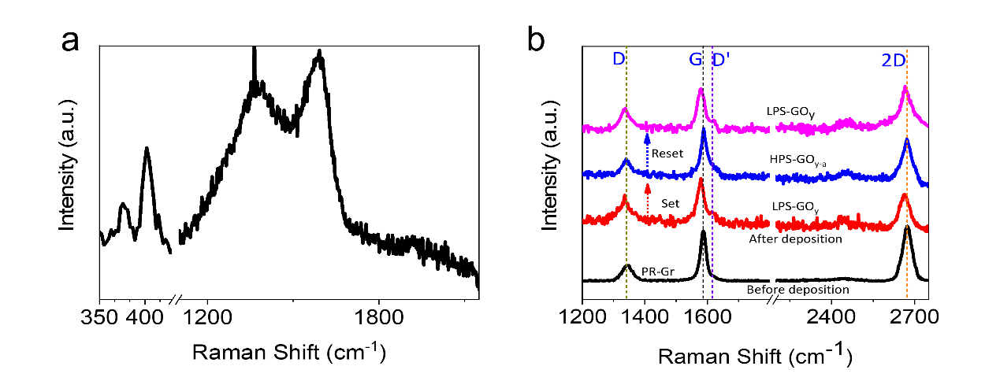 a
Intensity (a.u.)
350 400 1200 1800
Raman Shift (cm-1)
b
Intensity (a.u.)
D G D' 2D
LPS-GOy
Reset
HPS-GOy-a
Set
LPS-GOy
After deposition
PR-Gr
Before deposition
1200 1400 1600 2400 2700
Raman Shift (cm-1)